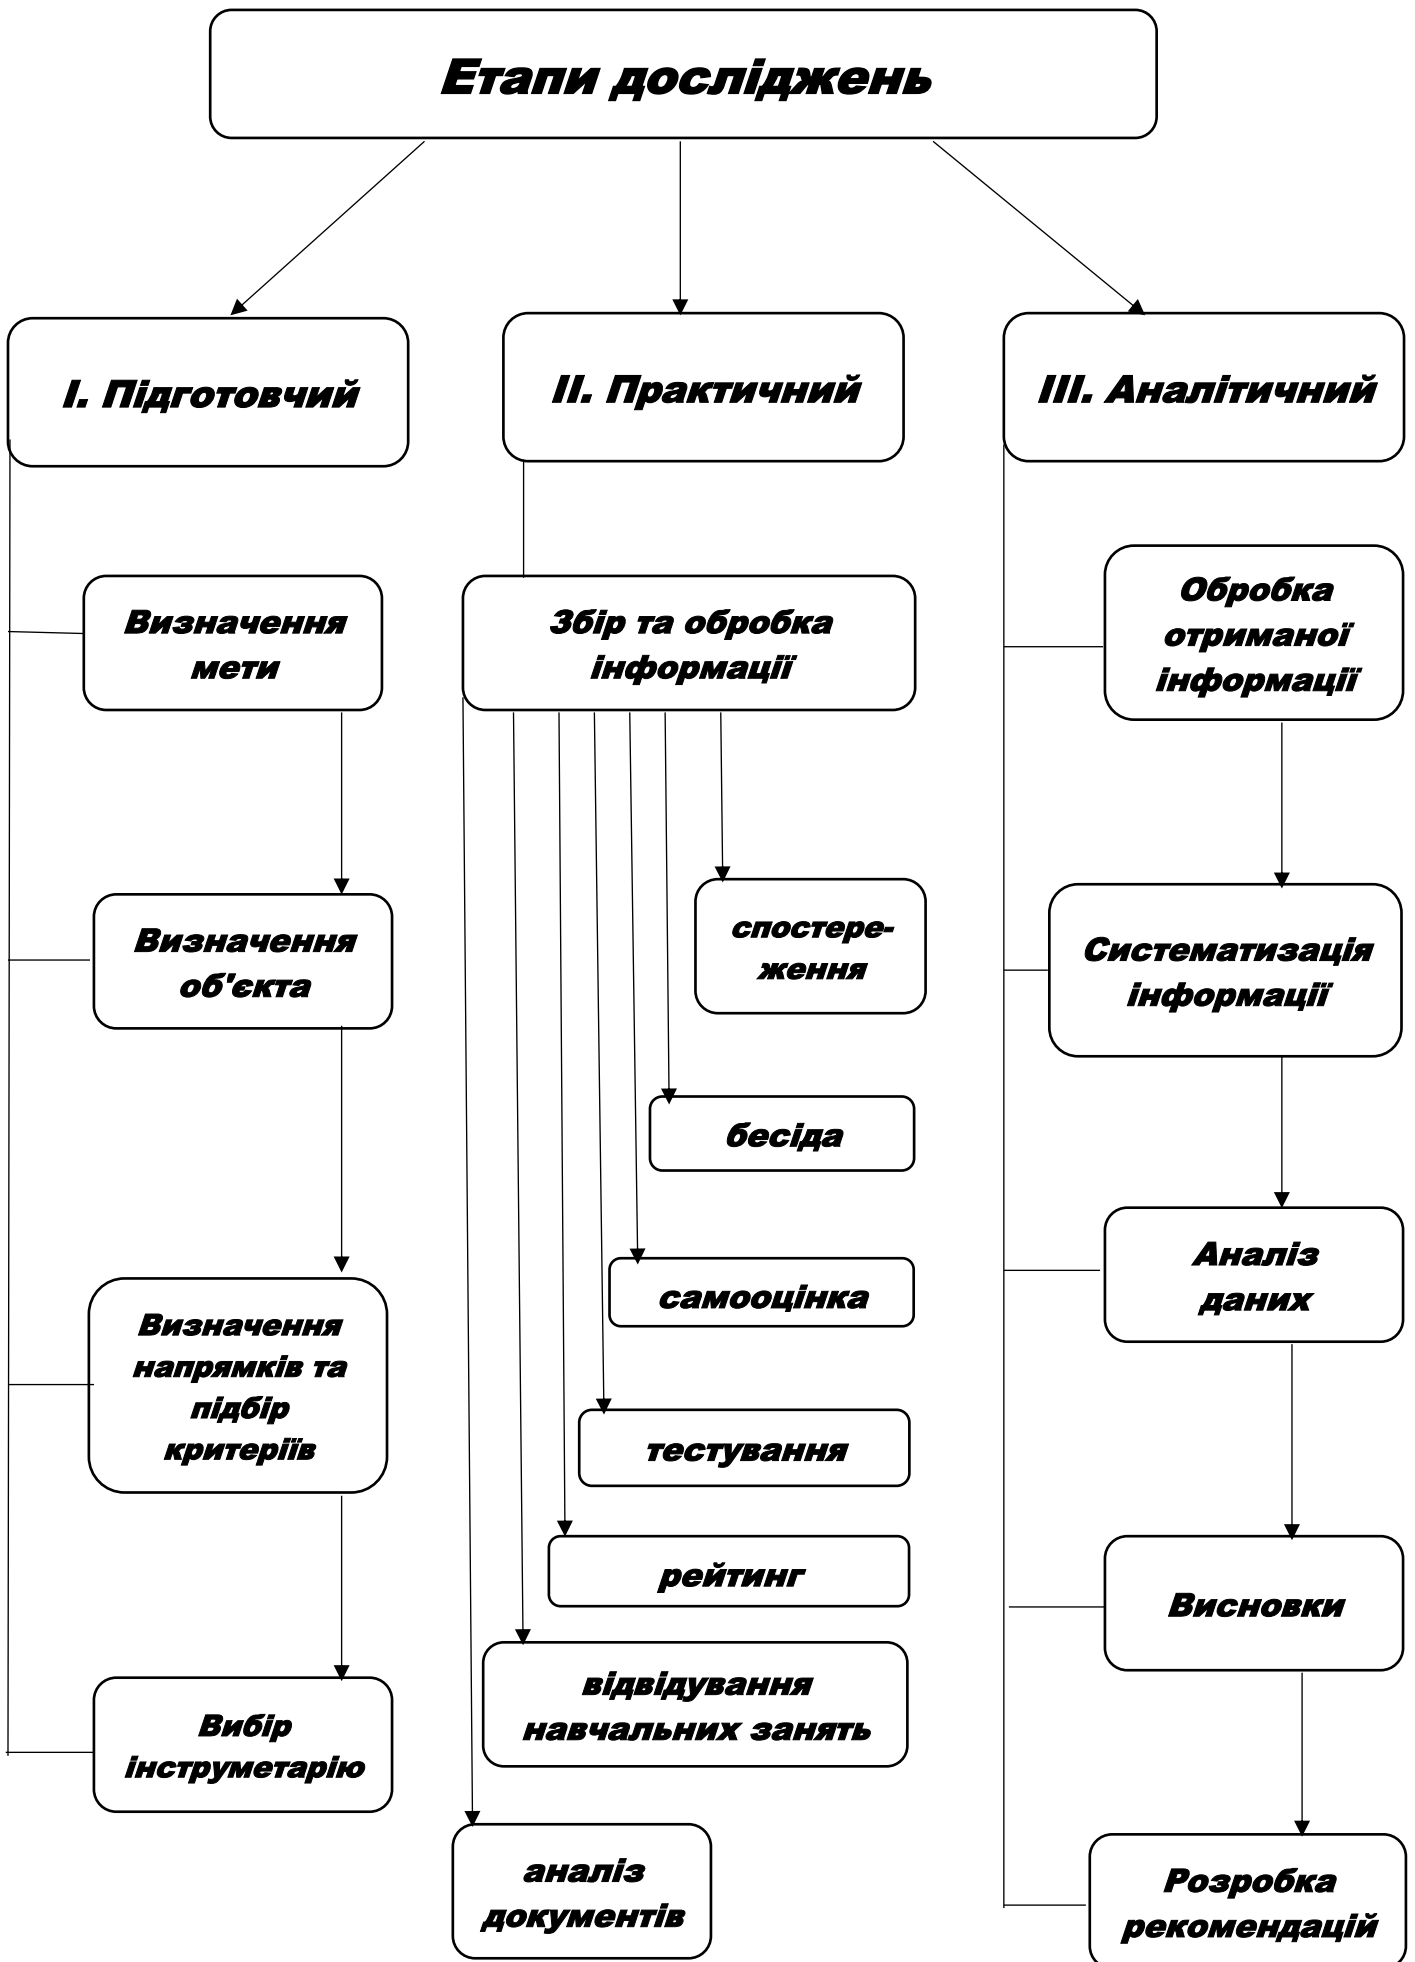 Етапи досліджень
І. Підготовчий
Визначення
мети
Визначення
об'єкта
Визначення
напрямків та
підбір
критеріїв
Вибір
інструметарію
ІІ. Практичний
Збір та обробка
інформації
спостере-
ження
бесіда
самооцінка
тестування
рейтинг
відвідування
навчальних занять
аналіз
документів
ІІІ. Аналітичний
Обробка
отриманої
інформації
Систематизація
інформації
Аналіз
даних
Висновки
Розробка
рекомендацій